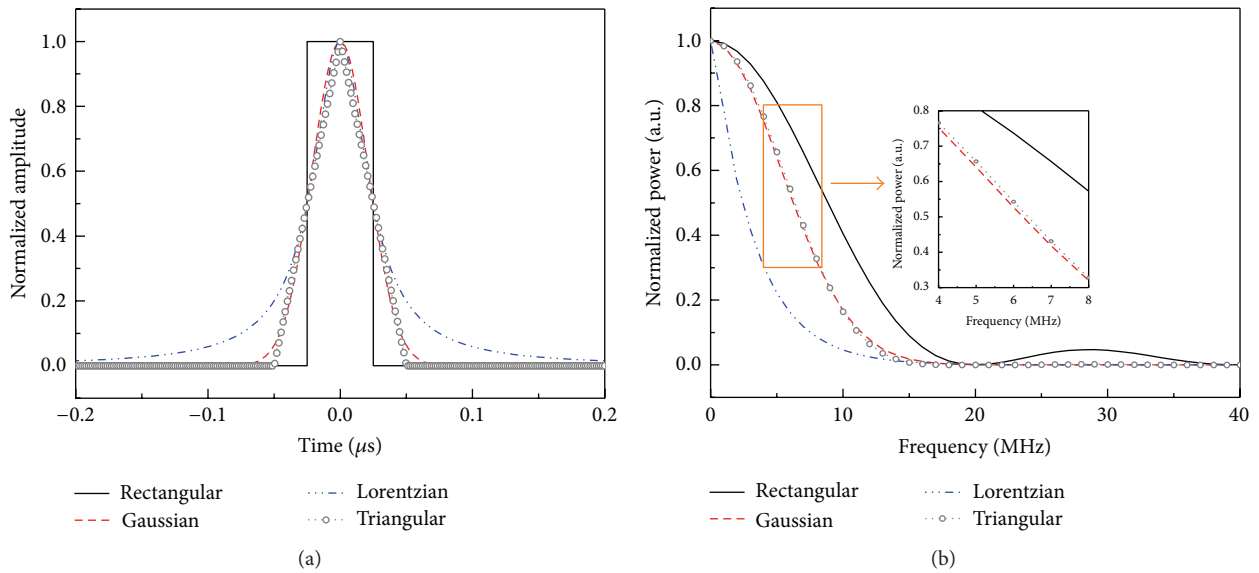 1.0
0.8
0.6
0.4
0.2
0.0
Normalized amplitude
−0.2
−0.1
0.0
0.1
0.2
Time (μs)
Rectangular
Gaussian
Lorentzian
Triangular
(a)
1.0
0.8
0.6
0.4
0.2
0.0
Normalized power (a.u.)
0
10
20
30
40
Frequency (MHz)
0.8
0.7
0.6
0.5
0.4
0.3
Normalized power (a.u.)
4
5
6
7
8
Frequency (MHz)
Rectangular
Gaussian
Lorentzian
Triangular
(b)